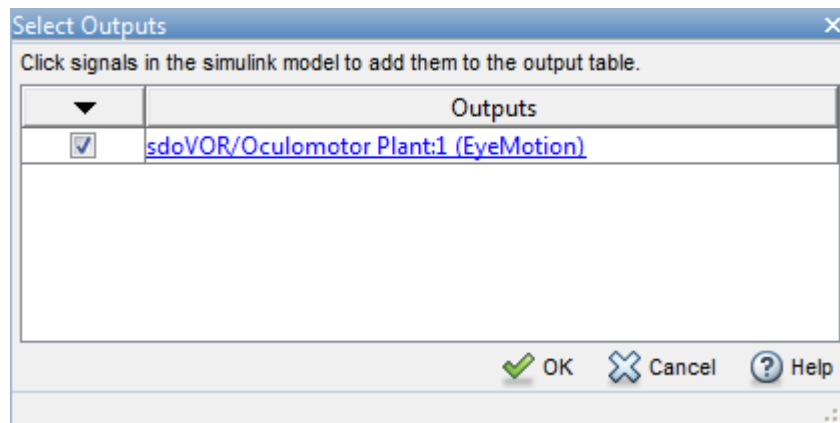 Select Outputs
Click signals in the simulink model to add them to the output table.
Outputs
sdoVOR/Oculomotor Plant:1 (EyeMotion)
OK Cancel Help